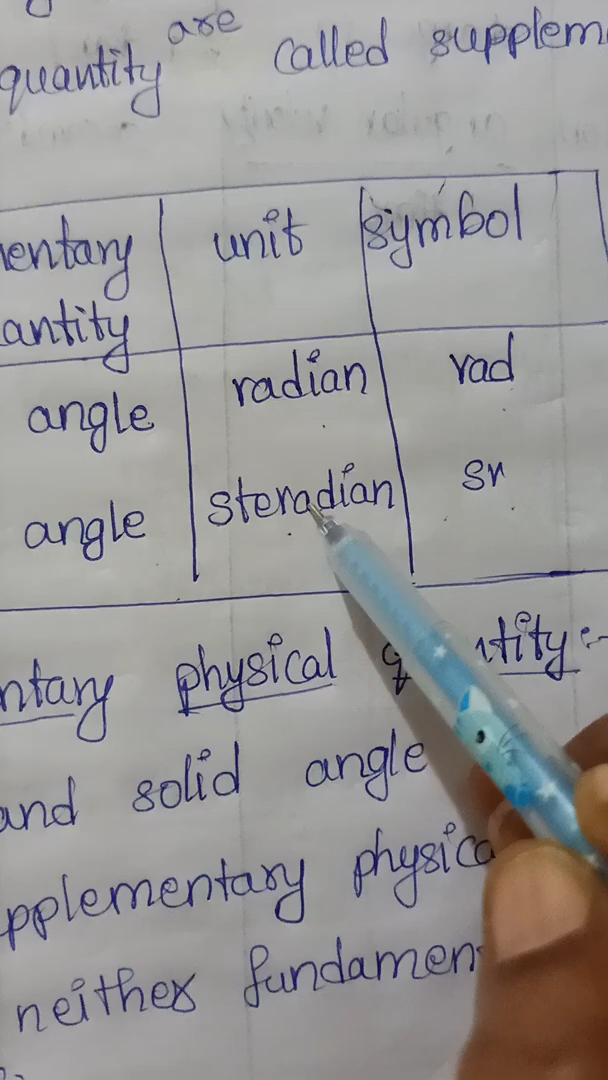 quantity are called supplem
entary unit symbol
antity
angle radian rad
angle steradian sr
ntary physical q ntity:-
and solid angle
pplementary physica
neither fundamen